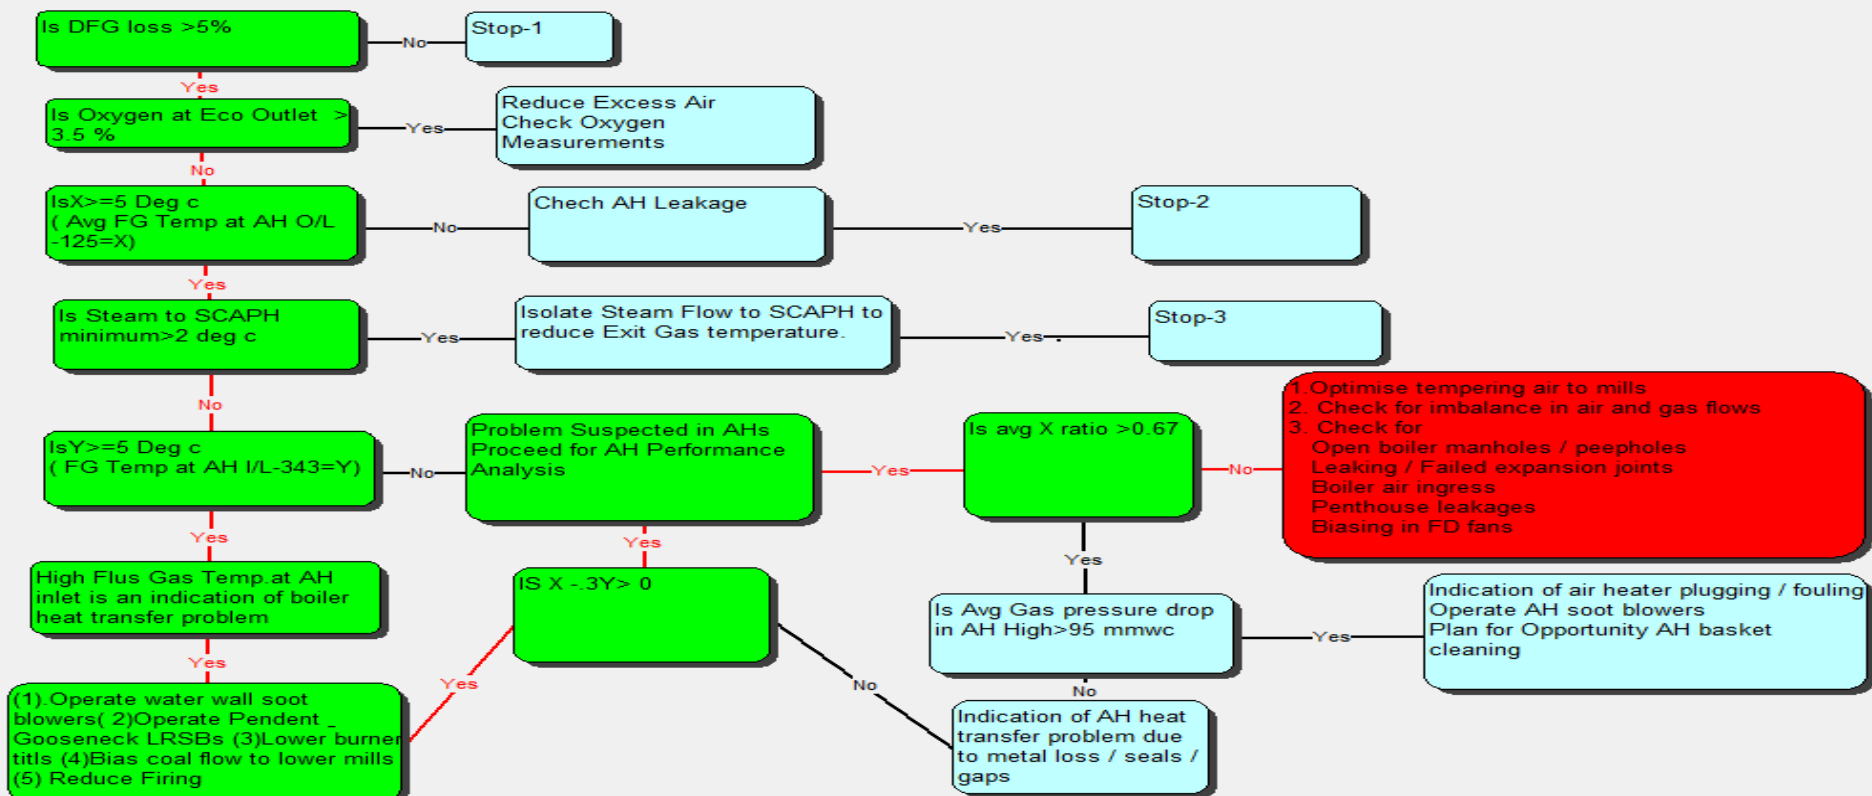 Is DFG loss >5%
No
Stop-1
Yes
Is Oxygen at Eco Outlet >
3.5 %
Yes
Reduce Excess Air
Check Oxygen
Measurements
No
IsX>=5 Deg c
( Avg FG Temp at AH O/L
-125=X)
No
Chech AH Leakage
Yes
Stop-2
Yes
Is Steam to SCAPH
minimum>2 deg c
Yes
Isolate Steam Flow to SCAPH to
reduce Exit Gas temperature.
Yes
Stop-3
No
IsY>=5 Deg c
( FG Temp at AH I/L-343=Y)
No
Problem Suspected in AHs
Proceed for AH Performance
Analysis
Yes
Is avg X ratio >0.67
No
1.Optimise tempering air to mills
2. Check for imbalance in air and gas flows
3. Check for
Open boiler manholes / peepholes
Leaking / Failed expansion joints
Boiler air ingress
Penthouse leakages
Biasing in FD fans
Yes
Yes
Yes
High Flus Gas Temp.at AH
inlet is an indication of boiler
heat transfer problem
IS X -.3Y> 0
Is Avg Gas pressure drop
in AH High>95 mmwc
Yes
Indication of air heater plugging / fouling
Operate AH soot blowers
Plan for Opportunity AH basket
cleaning
Yes
Yes
No
No
(1).Operate water wall soot
blowers( 2)Operate Pendent _
Gooseneck LRSBs (3)Lower burner
titls (4)Bias coal flow to lower mills
(5) Reduce Firing
Indication of AH heat
transfer problem due
to metal loss / seals /
gaps